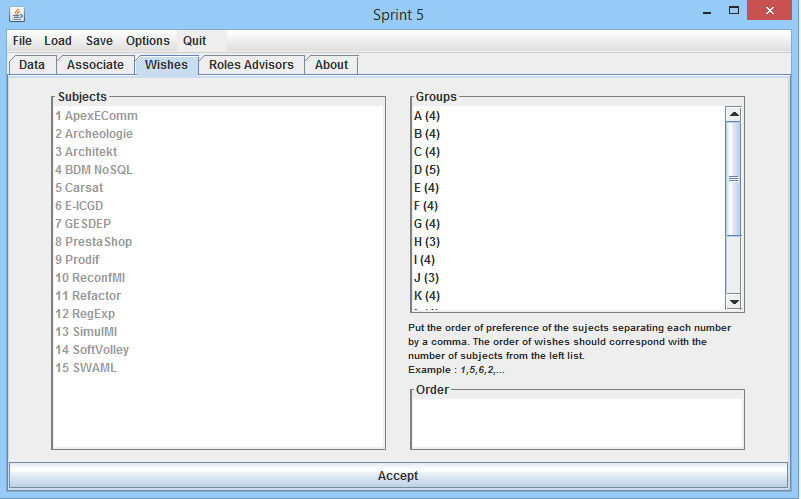 Sprint 5
File Load Save Options Quit
Data Associate Wishes Roles Advisors About
Subjects
1 ApexEComm
2 Archeologie
3 Architekt
4 BDM NoSQL
5 Carsat
6 E-ICGD
7 GESDEP
8 PrestaShop
9 Prodif
10 ReconfMI
11 Refactor
12 RegExp
13 SimulMI
14 SoftVolley
15 SWAML
Groups
A (4)
B (4)
C (4)
D (5)
E (4)
F (4)
G (4)
H (3)
I (4)
J (3)
K (4)
Put the order of preference of the sujects separating each number
by a comma. The order of wishes should correspond with the
number of subjects from the left list.
Example : 1,5,6,2,...
Order
Accept